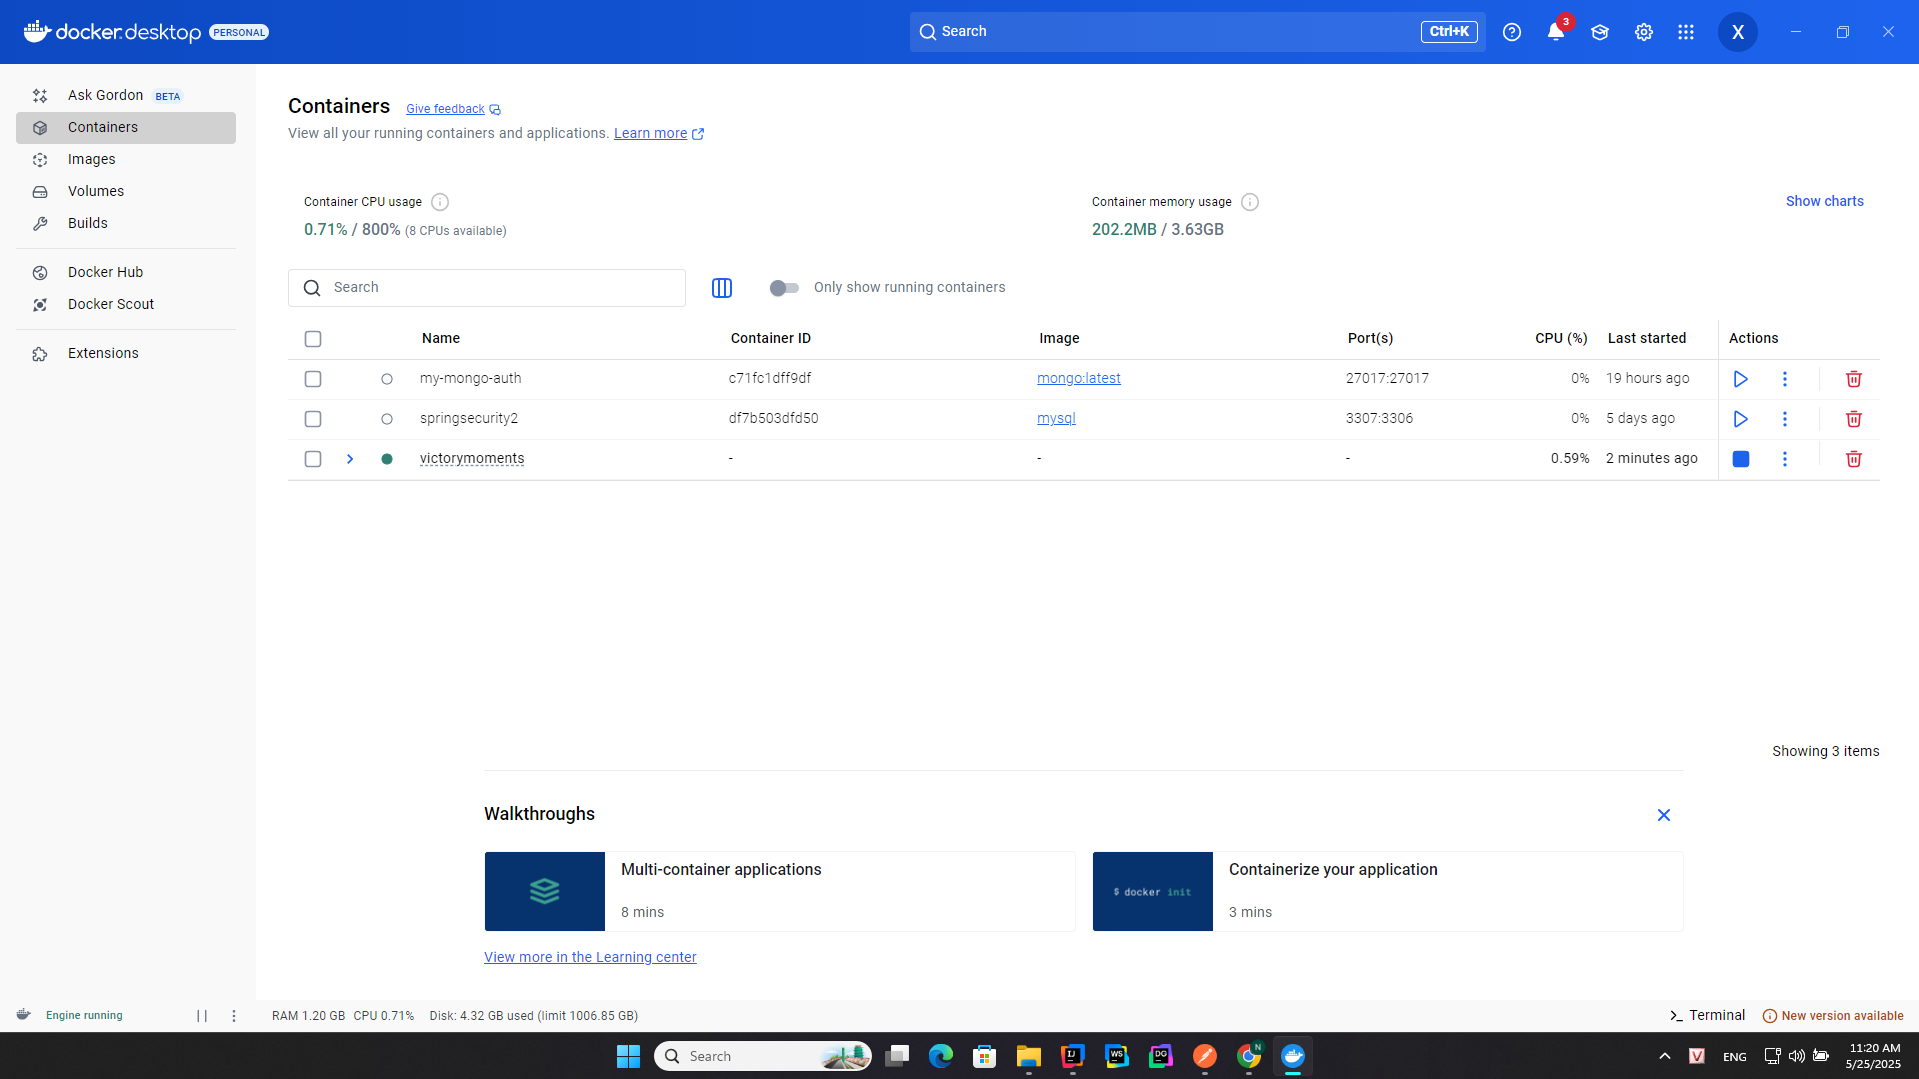 docker.desktop PERSONAL
Search Ctrl+K
3
X
Ask Gordon BETA
Containers
Images
Volumes
Builds
Docker Hub
Docker Scout
Extensions
Containers Give feedback
View all your running containers and applications. Learn more
Container CPU usage
0.71% / 800% (8 CPUs available)
Container memory usage
202.2MB / 3.63GB
Show charts
Search
Only show running containers
Name Container ID Image Port(s) CPU (%) Last started Actions
my-mongo-auth c71fc1dff9df mongo:latest 27017:27017 0% 19 hours ago
springsecurity2 df7b503dfd50 mysql 3307:3306 0% 5 days ago
victorymoments - - - 0.59% 2 minutes ago
Showing 3 items
Walkthroughs
Multi-container applications
8 mins
$ docker init
Containerize your application
3 mins
View more in the Learning center
Engine running
RAM 1.20 GB CPU 0.71% Disk: 4.32 GB used (limit 1006.85 GB)
Terminal
New version available
Search
IJ
WS
DG
N
V
ENG
11:20 AM
5/25/2025